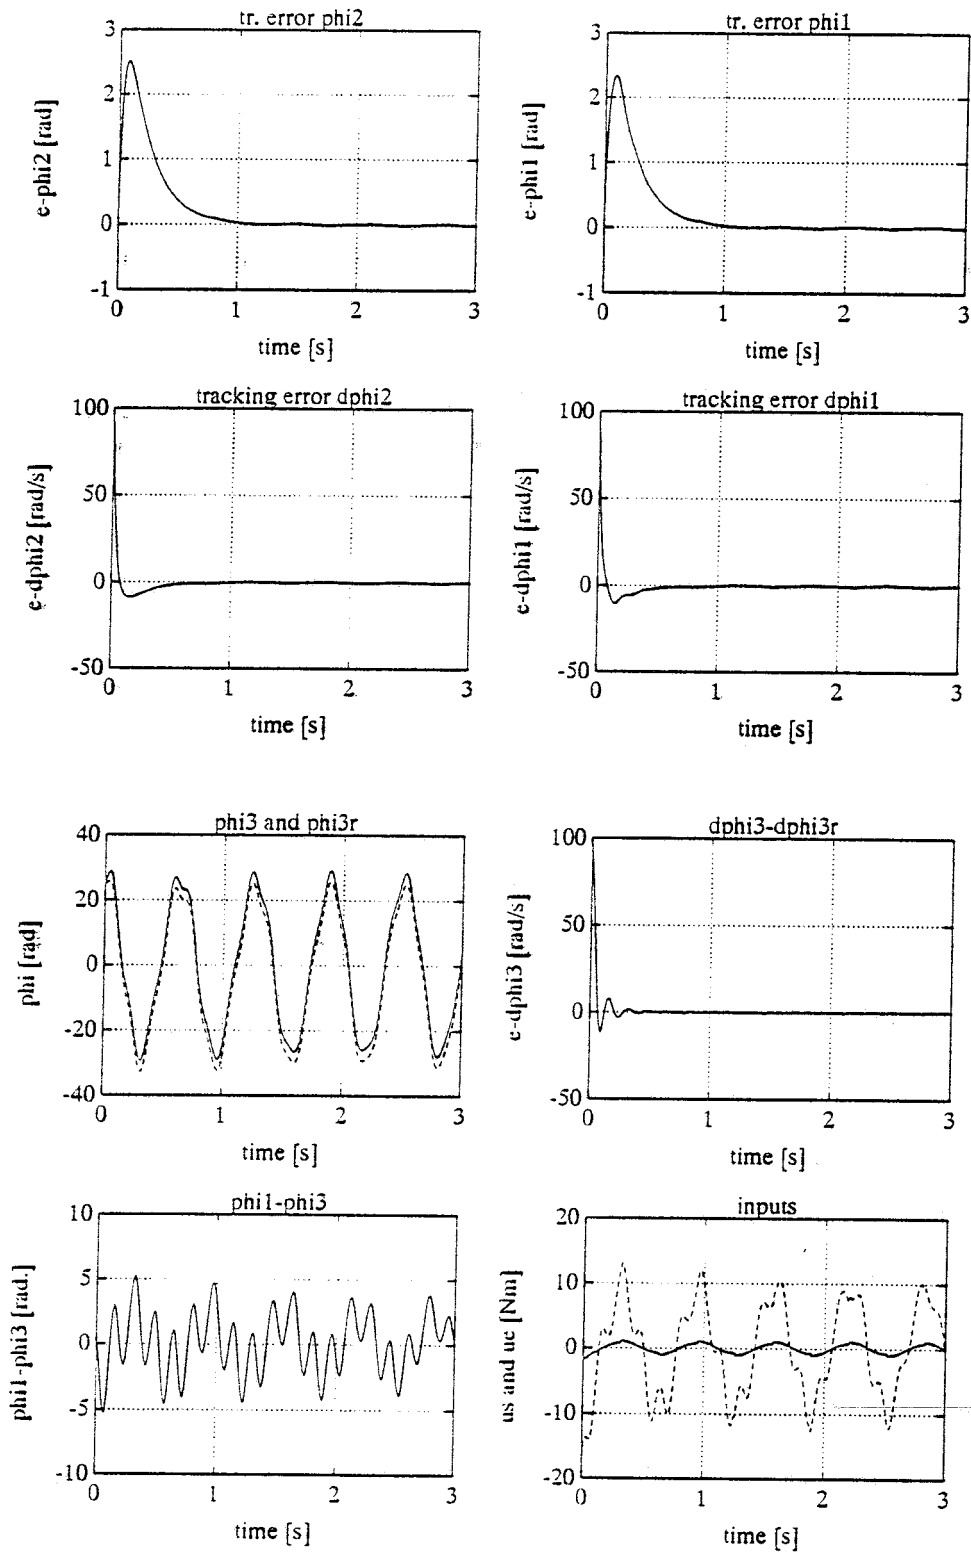 tr. error phi2
3
2
1
0
-1
e-phi2 [rad]
0 1 2 3
time [s]
tr. error phi1
3
2
1
0
-1
e-phi1 [rad]
0 1 2 3
time [s]
tracking error dphi2
100
50
0
-50
e-dphi2 [rad/s]
0 1 2 3
time [s]
tracking error dphi1
100
50
0
-50
e-dphi1 [rad/s]
0 1 2 3
time [s]
phi3 and phi3r
40
20
0
-20
-40
phi [rad]
0 1 2 3
time [s]
dphi3-dphi3r
100
50
0
-50
e-dphi3 [rad/s]
0 1 2 3
time [s]
phi1-phi3
10
5
0
-5
-10
phi1-phi3 [rad.]
0 1 2 3
time [s]
inputs
20
10
0
-10
-20
us and ue [Nm]
0 1 2 3
time [s]